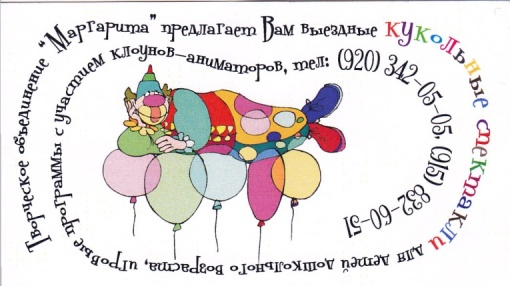 Творческое объединение "Маргарита" предлагает Вам выездные кукольные спектакли для детей дошкольного возраста, игровые программы с участием клоунов-аниматоров, тел: (920) 342-05-05, (915) 832-60-51